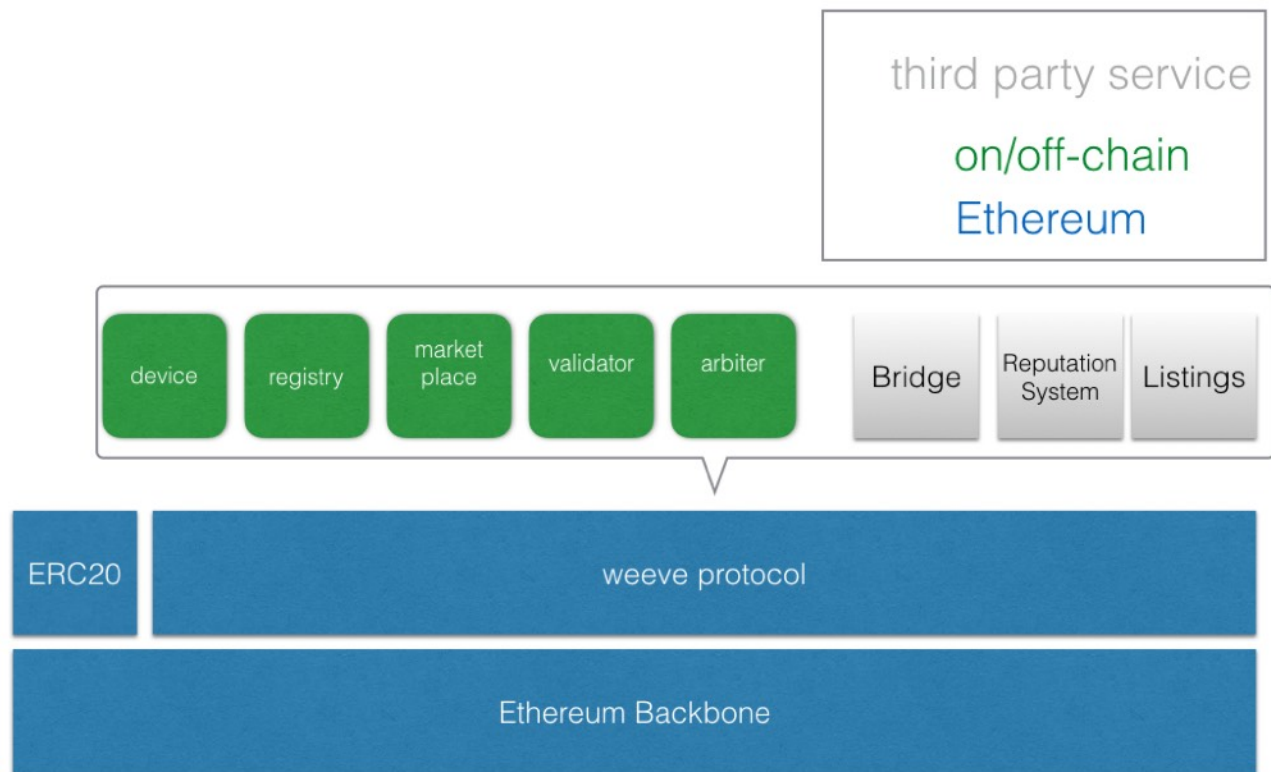 third party service
on/off-chain
Ethereum
device
registry
market
place
validator
arbiter
Bridge
Reputation
System
Listings
ERC20
weeve protocol
Ethereum Backbone